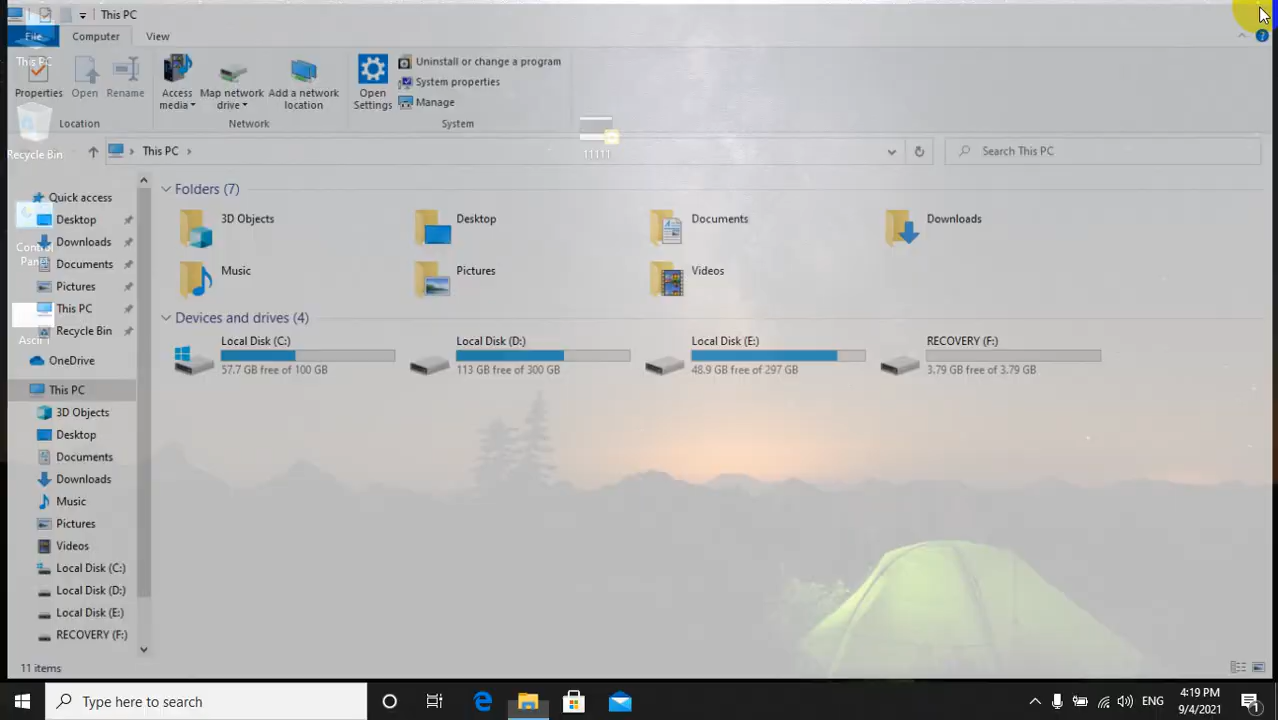 This PC
File
Computer
View
This PC
Properties
Open
Rename
Access media
Map network drive
Add a network location
Open Settings
Uninstall or change a program
System properties
Manage
Location
Network
System
11111
Recycle Bin
This PC
Search This PC
Quick access
Desktop
Downloads
Documents
Pictures
This PC
Recycle Bin
OneDrive
This PC
3D Objects
Desktop
Documents
Downloads
Music
Pictures
Videos
Local Disk (C:)
Local Disk (D:)
Local Disk (E:)
RECOVERY (F:)
Folders (7)
3D Objects
Desktop
Documents
Downloads
Music
Pictures
Videos
Devices and drives (4)
Local Disk (C:)
57.7 GB free of 100 GB
Local Disk (D:)
113 GB free of 300 GB
Local Disk (E:)
48.9 GB free of 297 GB
RECOVERY (F:)
3.79 GB free of 3.79 GB
11 items
Type here to search
ENG
4:19 PM
9/4/2021
1